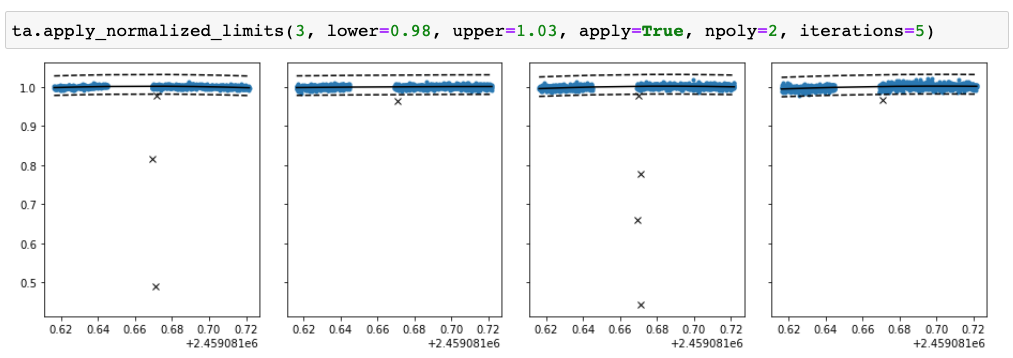 ta.apply_normalized_limits(3, lower=0.98, upper=1.03, apply=True, npoly=2, iterations=5)
1.0
0.9
0.8
0.7
0.6
0.5
0.62 0.64 0.66 0.68 0.70 0.72
+2.459081e6
0.62 0.64 0.66 0.68 0.70 0.72
+2.459081e6
0.62 0.64 0.66 0.68 0.70 0.72
+2.459081e6
0.62 0.64 0.66 0.68 0.70 0.72
+2.459081e6